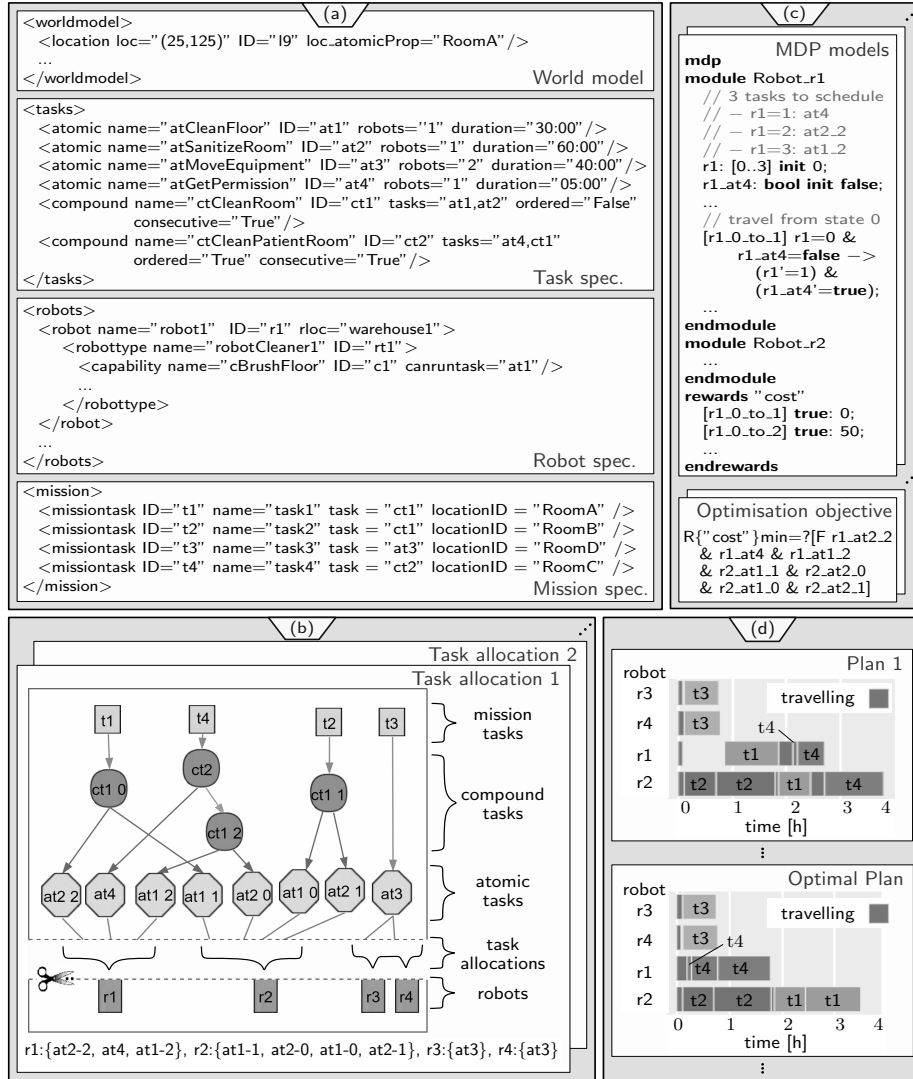 (a)
<worldmodel>
<location loc="(25,125)" ID="l9" loc_atomicProp="RoomA"/>
...
</worldmodel>
World model
<tasks>
<atomic name="atCleanFloor" ID="at1" robots="1" duration="30:00"/>
<atomic name="atSanitizeRoom" ID="at2" robots="1" duration="60:00"/>
<atomic name="atMoveEquipment" ID="at3" robots="2" duration="40:00"/>
<atomic name="atGetPermission" ID="at4" robots="1" duration="05:00"/>
<compound name="ctCleanRoom" ID="ct1" tasks="at1,at2" ordered="False"
consecutive="True"/>
<compound name="ctCleanPatientRoom" ID="ct2" tasks="at4,ct1"
ordered="True" consecutive="True"/>
</tasks>
Task spec.
<robots>
<robot name="robot1" ID="r1" rloc="warehouse1">
<robottype name="robotCleaner1" ID="rt1">
<capability name="cBrushFloor" ID="c1" canruntask="at1"/>
...
</robottype>
</robot>
...
</robots>
Robot spec.
<mission>
<missiontask ID="t1" name="task1" task = "ct1" locationID = "RoomA" />
<missiontask ID="t2" name="task2" task = "ct1" locationID = "RoomB" />
<missiontask ID="t3" name="task3" task = "at3" locationID = "RoomD" />
<missiontask ID="t4" name="task4" task = "ct2" locationID = "RoomC" />
</mission>
Mission spec.
(c)
MDP models
mdp
module Robot_r1
// 3 tasks to schedule
// − r1=1: at4
// − r1=2: at2_2
// − r1=3: at1_2
r1: [0..3] init 0;
r1_at4: bool init false;
...
// travel from state 0
[r1_0_to_1] r1=0 &
r1_at4=false −>
(r1'=1) &
(r1_at4'=true);
...
endmodule
module Robot_r2
...
endmodule
rewards "cost"
[r1_0_to_1] true: 0;
[r1_0_to_2] true: 50;
...
endrewards
Optimisation objective
R{"cost"}min=?[F r1_at2_2
& r1_at4 & r1_at1_2
& r2_at1_1 & r2_at2_0
& r2_at1_0 & r2_at2_1]
(b)
Task allocation 2
Task allocation 1
t1 t4 t2 t3
mission
tasks
ct2
ct1 0 ct1 1
ct1 2
compound
tasks
at2 2 at4 at1 2 at1 1 at2 0 at1 0 at2 1 at3
atomic
tasks
task
allocations
r1 r2 r3 r4
robots
r1:{at2-2, at4, at1-2}, r2:{at1-1, at2-0, at1-0, at2-1}, r3:{at3}, r4:{at3}
(d)
Plan 1
robot
r3 t3 travelling
r4 t3 t4
r1 t1 t4
r2 t2 t2 t1 t4
0 1 2 3 4
time [h]
Optimal Plan
robot
r3 t3 travelling
r4 t3 t4
r1 t4 t4
r2 t2 t2 t1 t1
0 1 2 3 4
time [h]